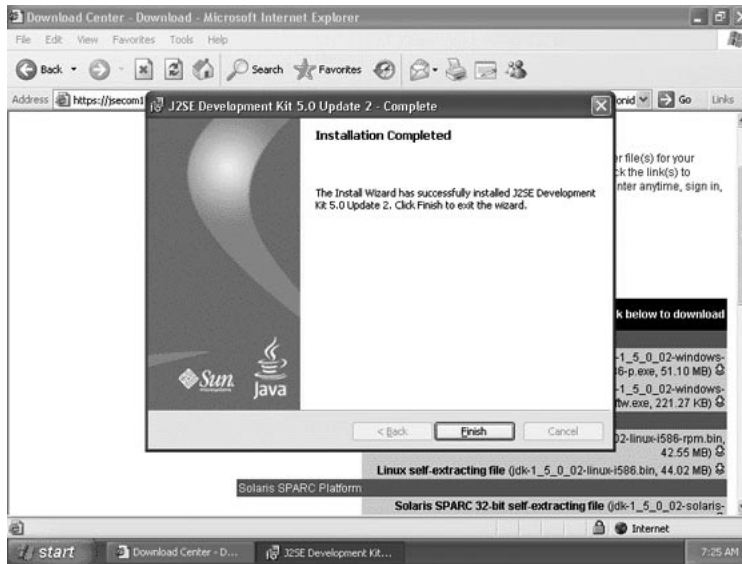 Download Center - Download - Microsoft Internet Explorer
File Edit View Favorites Tools Help
Back Search Favorites
Address https://jsecom1 Go Links
J2SE Development Kit 5.0 Update 2 - Complete
Installation Completed
The Install Wizard has successfully installed J2SE Development
Kit 5.0 Update 2. Click Finish to exit the wizard.
Sun
microsystems
Java
< Back Finish Cancel
file(s) for your
the link(s) to
anytime, sign in,
below to download
-1_5_0_02-windows-
-p.exe, 51.10 MB)
-1_5_0_02-windows-
221.27 KB)
02-linux-i586-rpm.bin,
42.55 MB)
Linux self-extracting file (jdk-1_5_0_02-linux-i586.bin, 44.02 MB)
Solaris SPARC Platform
Solaris SPARC 32-bit self-extracting file (jdk-1_5_0_02-solaris-
Internet
start Download Center - D... J2SE Development Kit... 7:25 AM